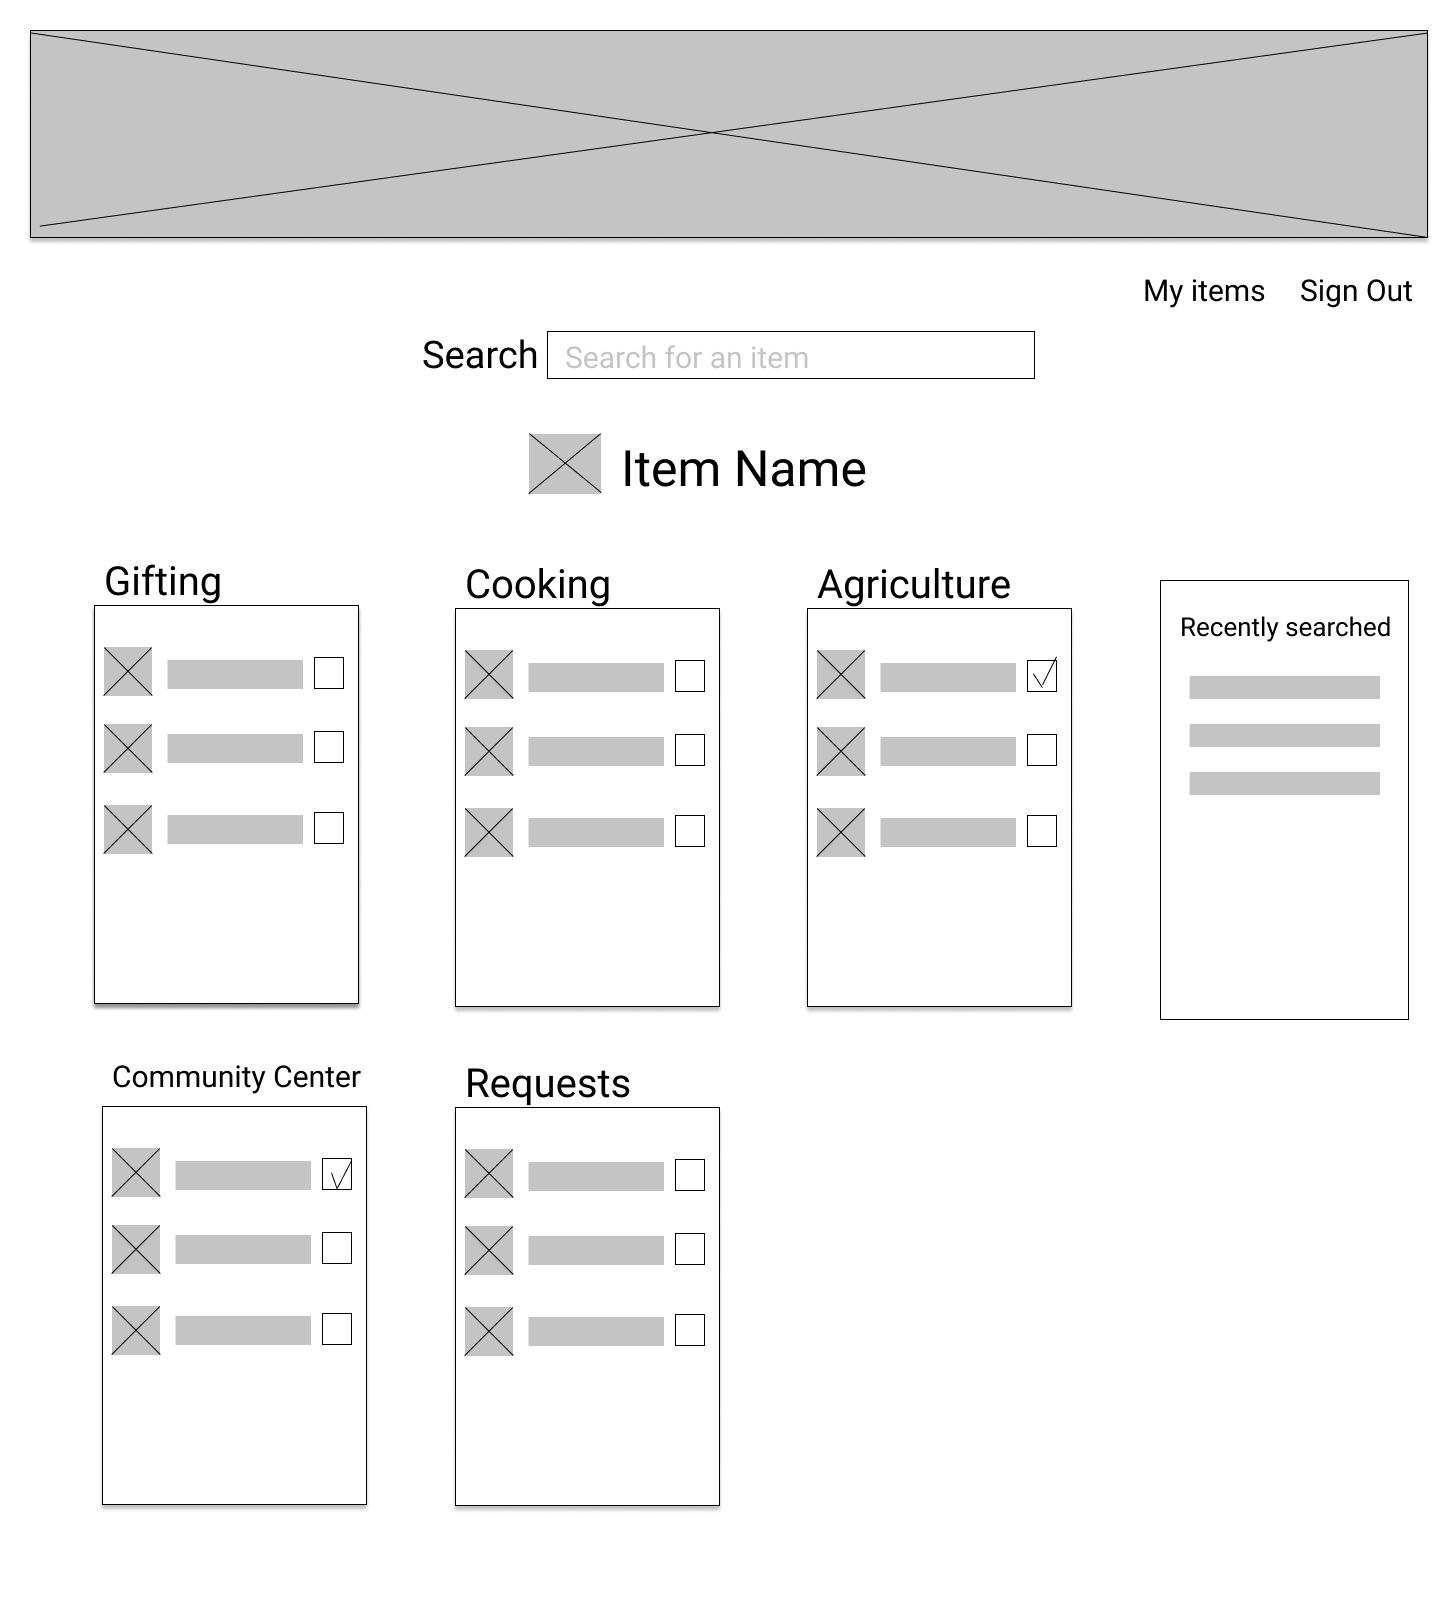 My items Sign Out
Search Search for an item
Item Name
Gifting Cooking Agriculture
Recently searched
Community Center Requests